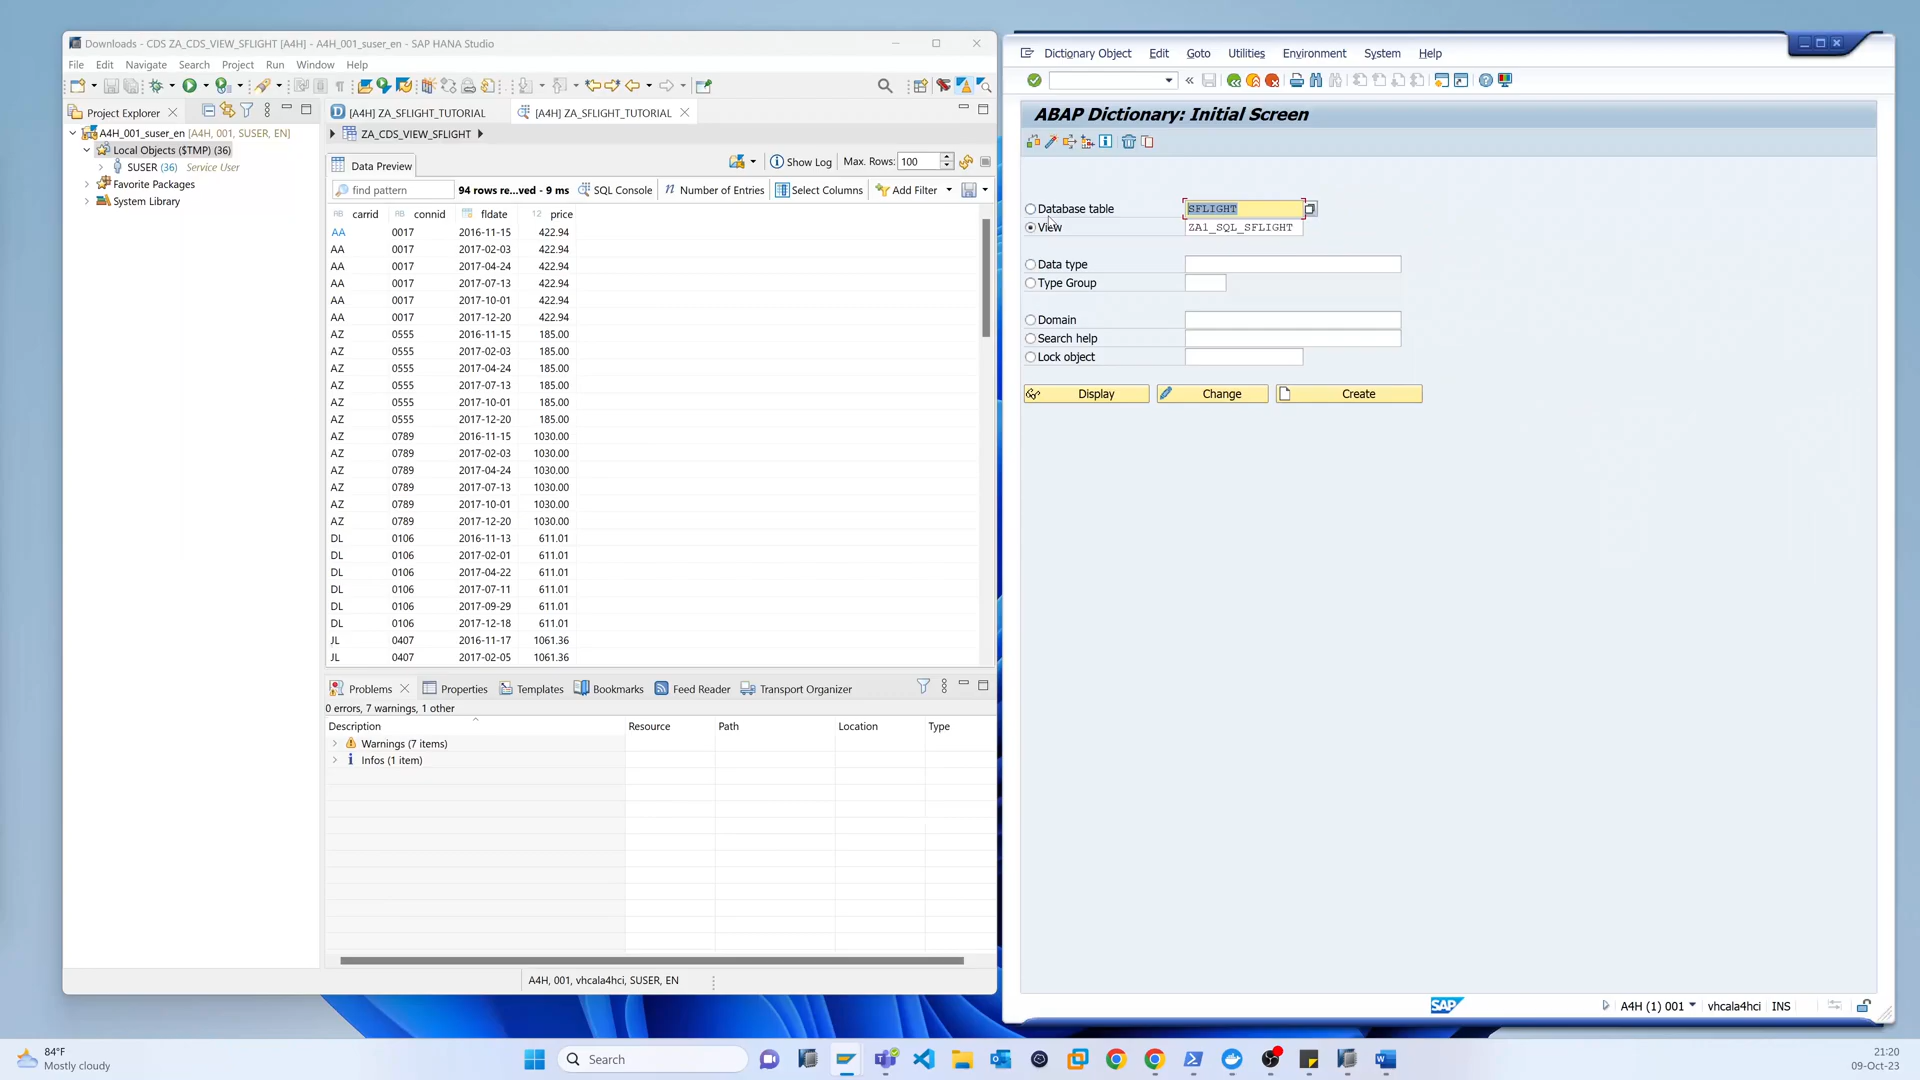 Downloads - CDS ZA_CDS_VIEW_SFLIGHT [A4H] - A4H_001_suser_en - SAP HANA Studio
File Edit Navigate Search Project Run Window Help
Project Explorer
A4H_001_suser_en [A4H, 001, SUSER, EN]
Local Objects ($TMP) (36)
SUSER (36) Service User
Favorite Packages
System Library
[A4H] ZA_SFLIGHT_TUTORIAL
[A4H] ZA_SFLIGHT_TUTORIAL
ZA_CDS_VIEW_SFLIGHT
Data Preview
Show Log Max. Rows: 100
find pattern 94 rows re...ved - 9 ms SQL Console Number of Entries Select Columns Add Filter
carrid connid fldate 12 price
AA 0017 2016-11-15 422.94
AA 0017 2017-02-03 422.94
AA 0017 2017-04-24 422.94
AA 0017 2017-07-13 422.94
AA 0017 2017-10-01 422.94
AA 0017 2017-12-20 422.94
AZ 0555 2016-11-15 185.00
AZ 0555 2017-02-03 185.00
AZ 0555 2017-04-24 185.00
AZ 0555 2017-07-13 185.00
AZ 0555 2017-10-01 185.00
AZ 0555 2017-12-20 185.00
AZ 0789 2016-11-15 1030.00
AZ 0789 2017-02-03 1030.00
AZ 0789 2017-04-24 1030.00
AZ 0789 2017-07-13 1030.00
AZ 0789 2017-10-01 1030.00
AZ 0789 2017-12-20 1030.00
DL 0106 2016-11-13 611.01
DL 0106 2017-02-01 611.01
DL 0106 2017-04-22 611.01
DL 0106 2017-07-11 611.01
DL 0106 2017-09-29 611.01
DL 0106 2017-12-18 611.01
JL 0407 2016-11-17 1061.36
JL 0407 2017-02-05 1061.36
Problems Properties Templates Bookmarks Feed Reader Transport Organizer
0 errors, 7 warnings, 1 other
Description Resource Path Location Type
Warnings (7 items)
Infos (1 item)
A4H, 001, vhcala4hci, SUSER, EN
Dictionary Object Edit Goto Utilities Environment System Help
ABAP Dictionary: Initial Screen
Database table SFLIGHT
View ZA1_SQL_SFLIGHT
Data type
Type Group
Domain
Search help
Lock object
Display Change Create
SAP A4H (1) 001 vhcala4hci INS
84°F
Mostly cloudy
Search
21:20
09-Oct-23